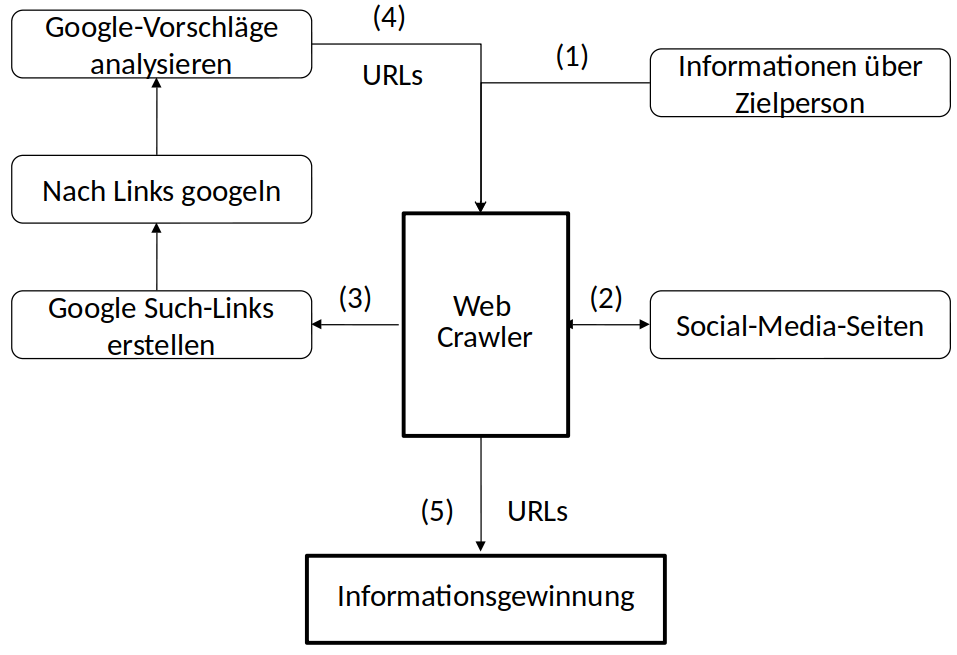 Google-Vorschläge
analysieren
(4)
URLs
(1)
Informationen über
Zielperson
Nach Links googeln
Google Such-Links
erstellen
(3)
Web
Crawler
(2)
Social-Media-Seiten
(5)
URLs
Informationsgewinnung